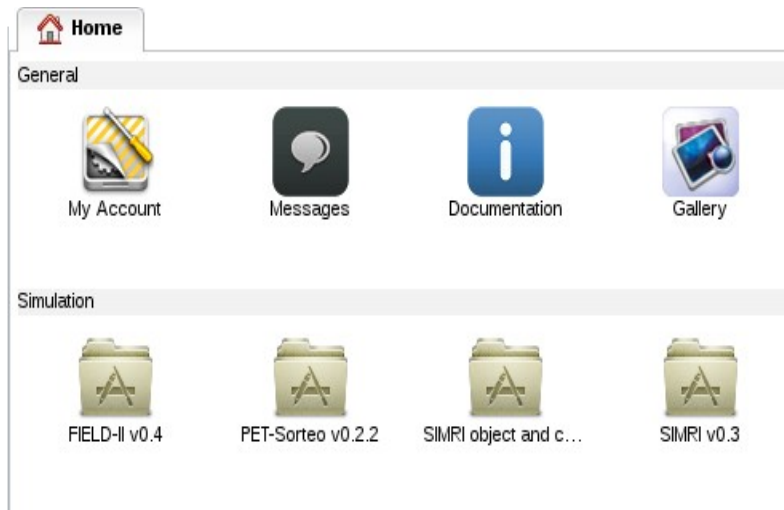 Home
General
My Account
Messages
Documentation
Gallery
Simulation
FIELD-II v0.4
PET-Sorteo v0.2.2
SIMRI object and c...
SIMRI v0.3